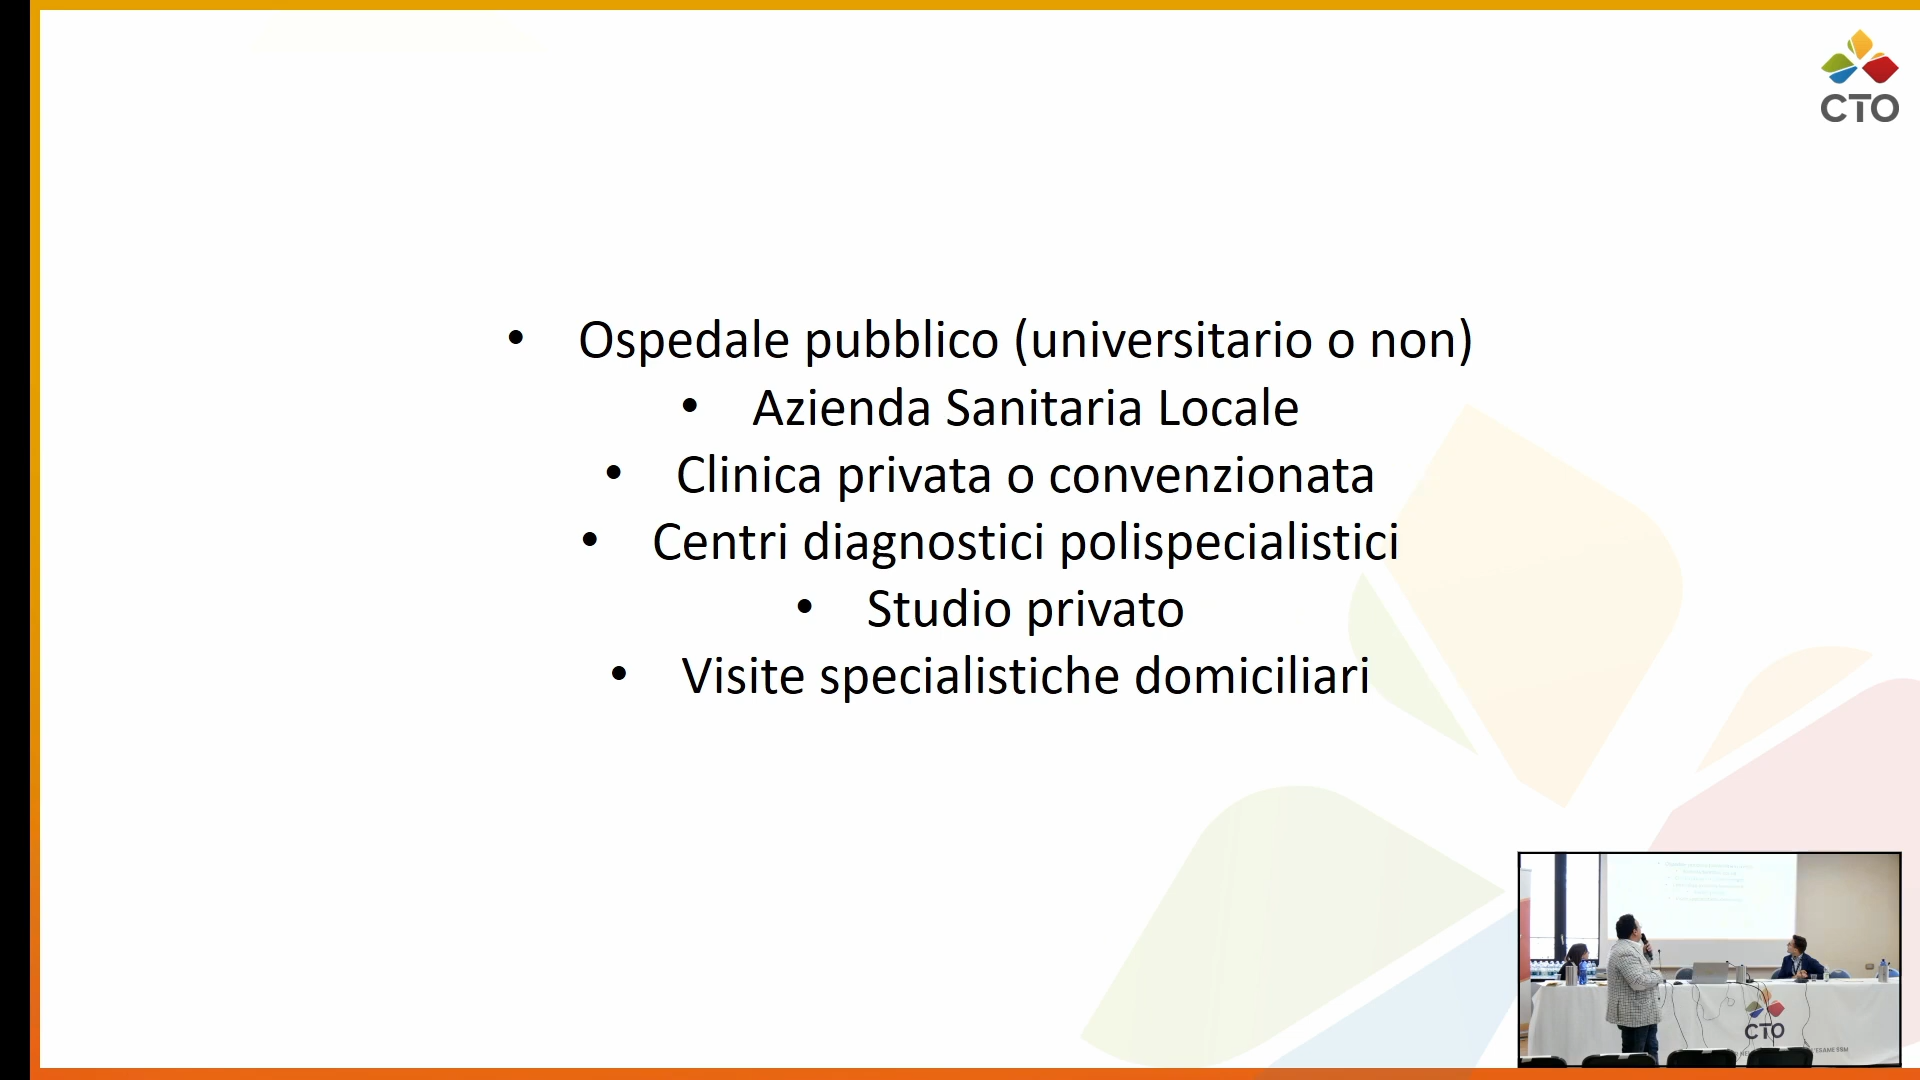 CTO
• Ospedale pubblico (universitario o non)
• Azienda Sanitaria Locale
• Clinica privata o convenzionata
• Centri diagnostici polispecialistici
• Studio privato
• Visite specialistiche domiciliari
CTO